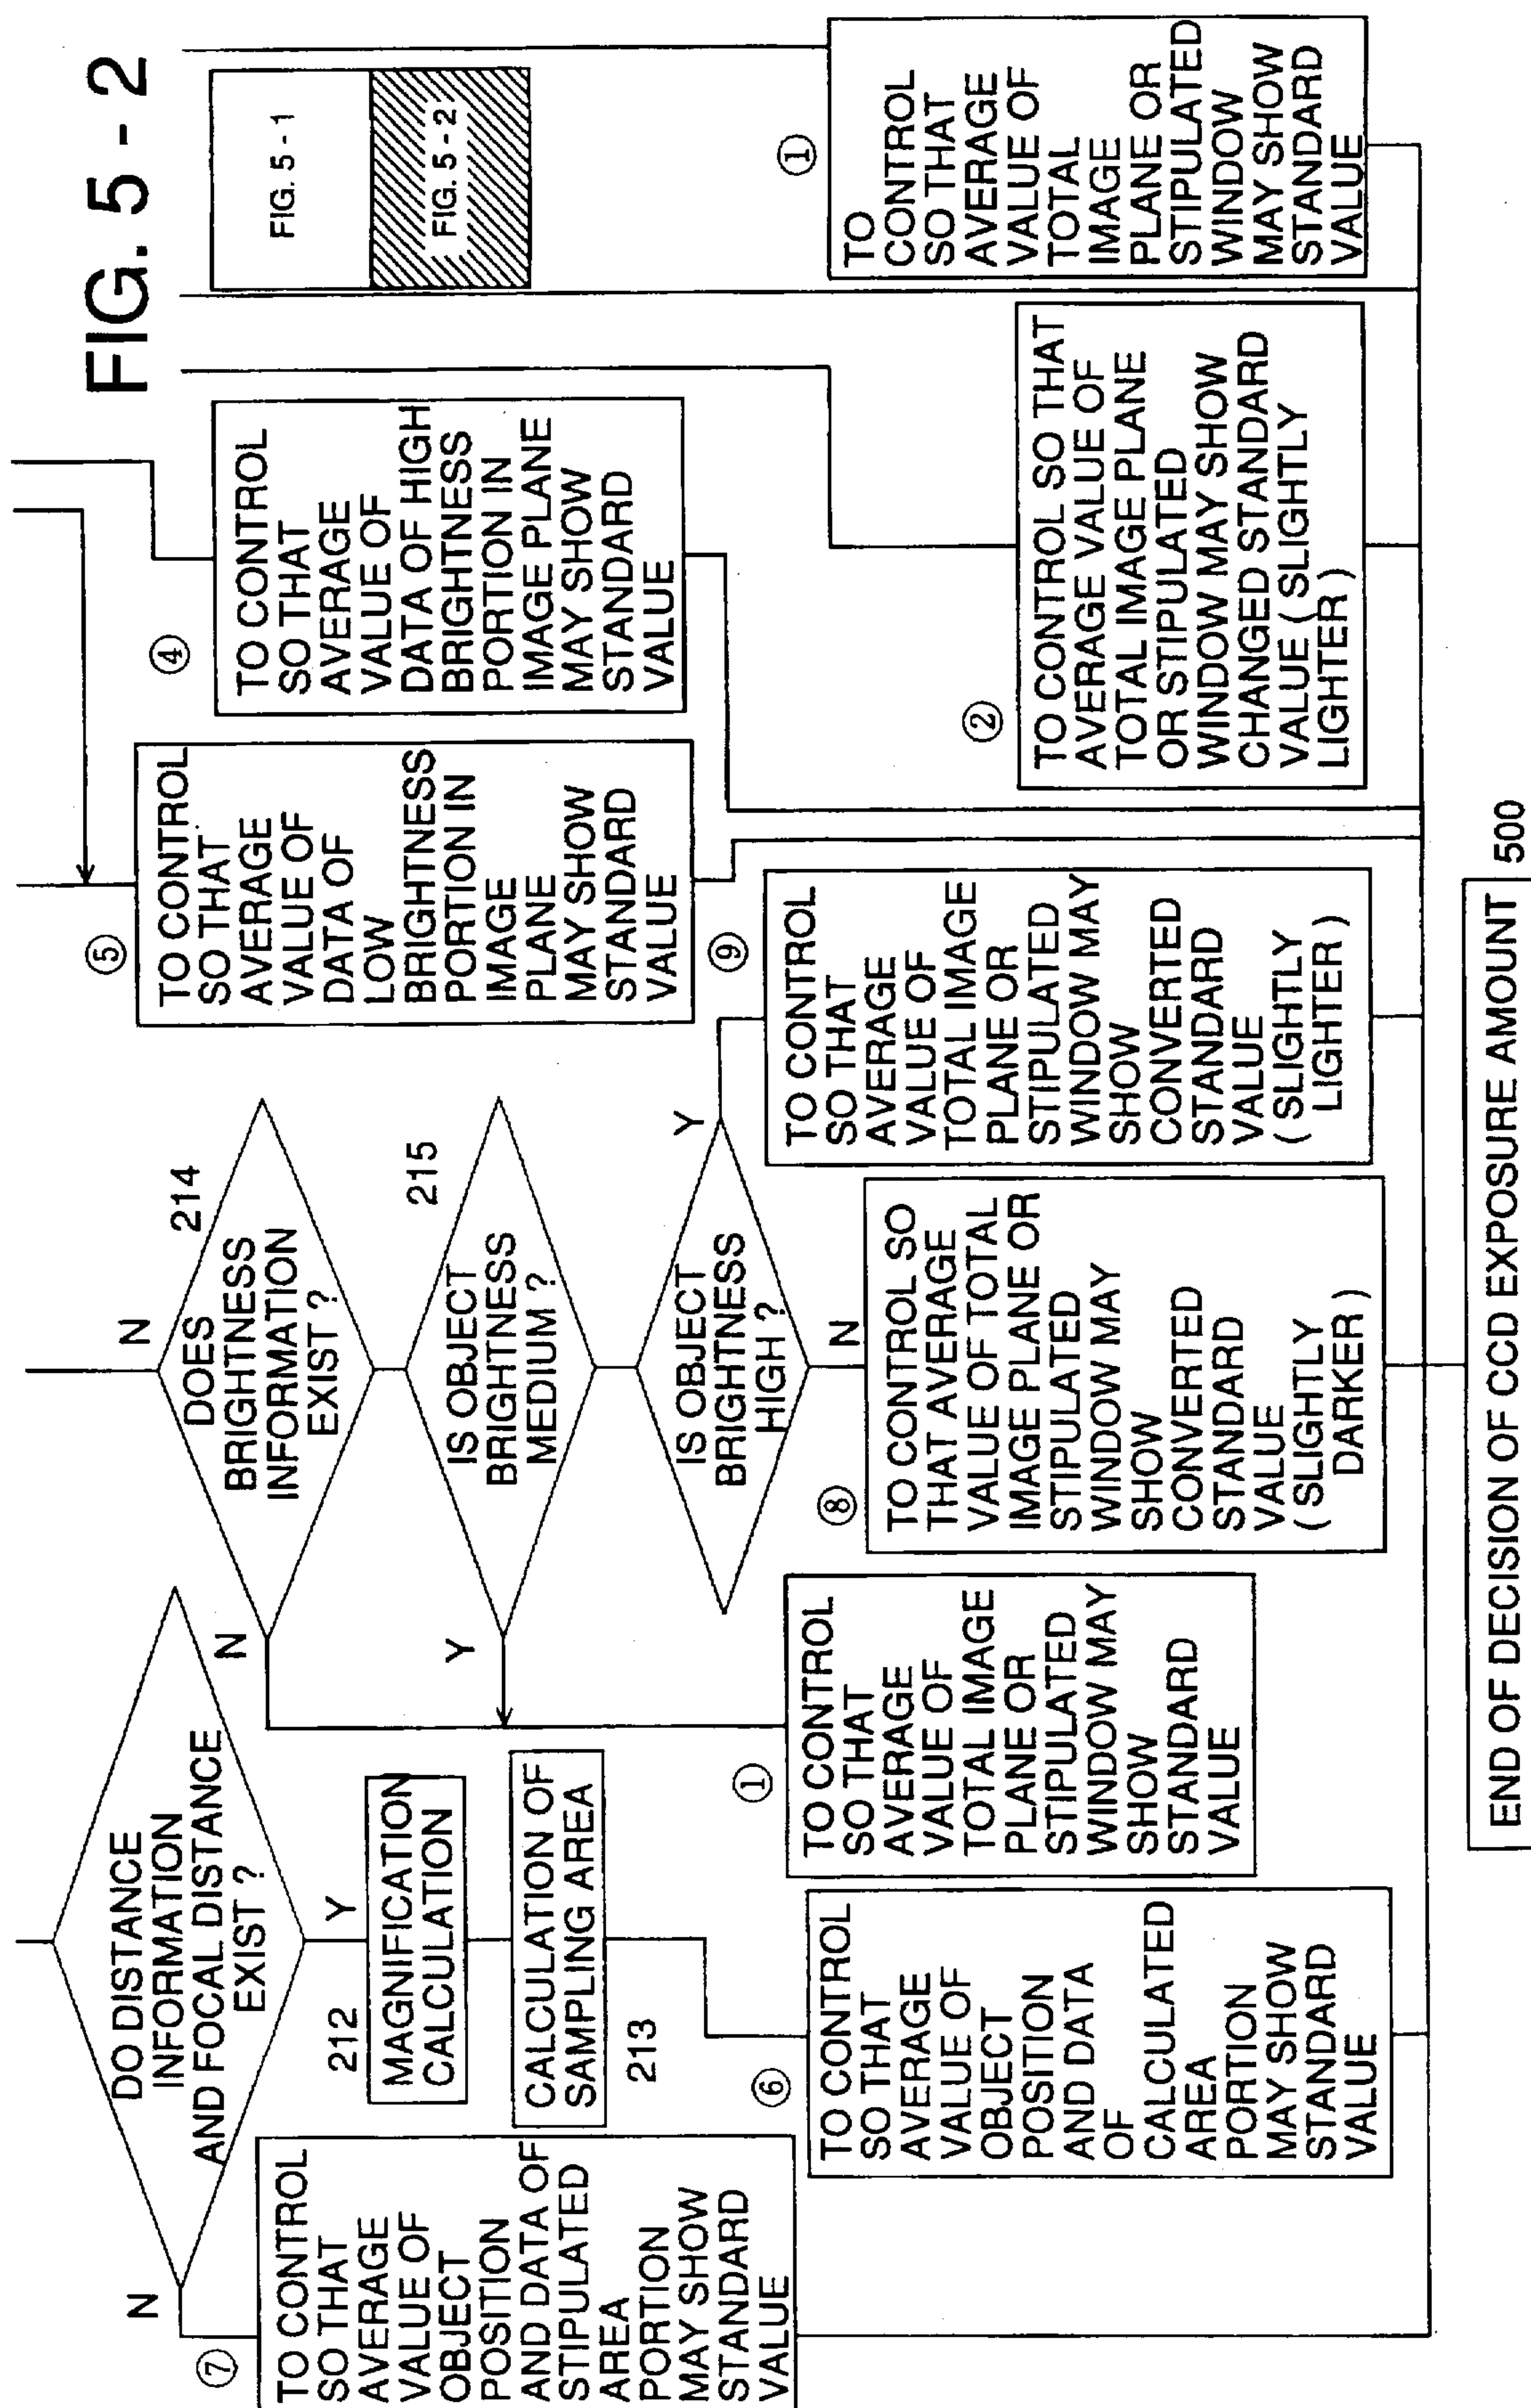 FIG. 5 - 2
FIG. 5 - 1
FIG. 5 - 2
DO DISTANCE
INFORMATION
AND FOCAL DISTANCE
EXIST ?
N
Y
212
MAGNIFICATION
CALCULATION
CALCULATION OF
SAMPLING AREA
213
⑦
TO CONTROL
SO THAT
AVERAGE
VALUE OF
OBJECT
POSITION
AND DATA OF
STIPULATED
AREA
PORTION
MAY SHOW
STANDARD
VALUE
⑥
TO CONTROL
SO THAT
AVERAGE
VALUE OF
OBJECT
POSITION
AND DATA
OF
CALCULATED
AREA
PORTION
MAY SHOW
STANDARD
VALUE
N
214
DOES
BRIGHTNESS
INFORMATION
EXIST ?
N
215
IS OBJECT
BRIGHTNESS
MEDIUM ?
Y
IS OBJECT
BRIGHTNESS
HIGH ?
Y
N
①
TO CONTROL
SO THAT
AVERAGE
VALUE OF
TOTAL IMAGE
PLANE OR
STIPULATED
WINDOW MAY
SHOW
STANDARD
VALUE
⑧
TO CONTROL SO
THAT AVERAGE
VALUE OF TOTAL
IMAGE PLANE OR
STIPULATED
WINDOW MAY
SHOW
CONVERTED
STANDARD
VALUE
( SLIGHTLY
DARKER )
⑨
TO CONTROL
SO THAT
AVERAGE
VALUE OF
TOTAL IMAGE
PLANE OR
STIPULATED
WINDOW MAY
SHOW
CONVERTED
STANDARD
VALUE
( SLIGHTLY
LIGHTER )
⑤
TO CONTROL
SO THAT
AVERAGE
VALUE OF
DATA OF
LOW
BRIGHTNESS
PORTION IN
IMAGE
PLANE
MAY SHOW
STANDARD
VALUE
④
TO CONTROL
SO THAT
AVERAGE
VALUE OF
DATA OF HIGH
BRIGHTNESS
PORTION IN
IMAGE PLANE
MAY SHOW
STANDARD
VALUE
②
TO CONTROL SO THAT
AVERAGE VALUE OF
TOTAL IMAGE PLANE
OR STIPULATED
WINDOW MAY SHOW
CHANGED STANDARD
VALUE ( SLIGHTLY
LIGHTER )
①
TO
CONTROL
SO THAT
AVERAGE
VALUE OF
TOTAL
IMAGE
PLANE OR
STIPULATED
WINDOW
MAY SHOW
STANDARD
VALUE
END OF DECISION OF CCD EXPOSURE AMOUNT
500